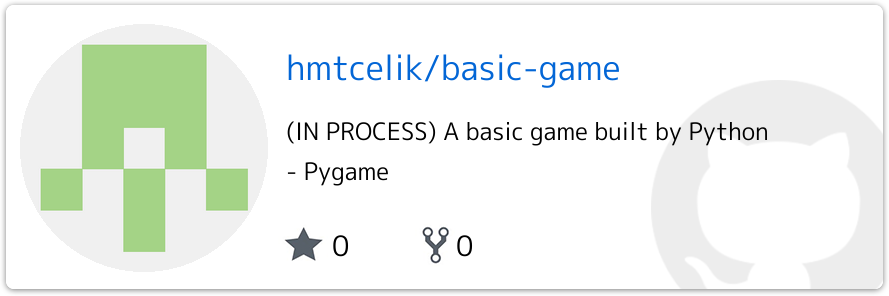 hmtcelik/basic-game
(IN PROCESS) A basic game built by Python
- Pygame
0 0